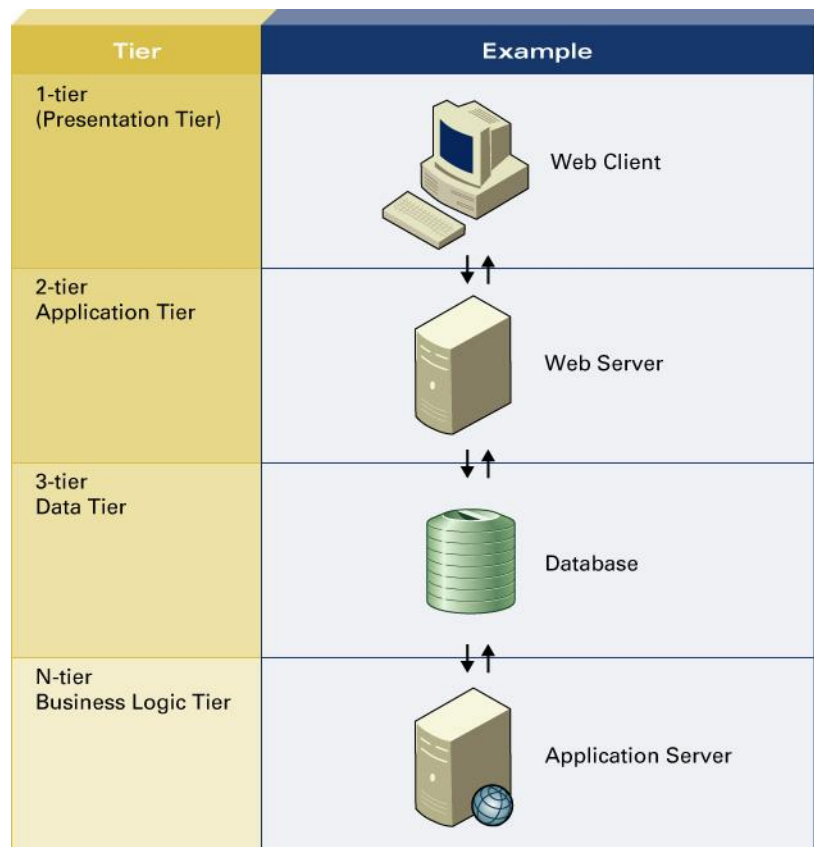 Tier
Example
1-tier
(Presentation Tier)
Web Client
2-tier
Application Tier
Web Server
3-tier
Data Tier
Database
N-tier
Business Logic Tier
Application Server